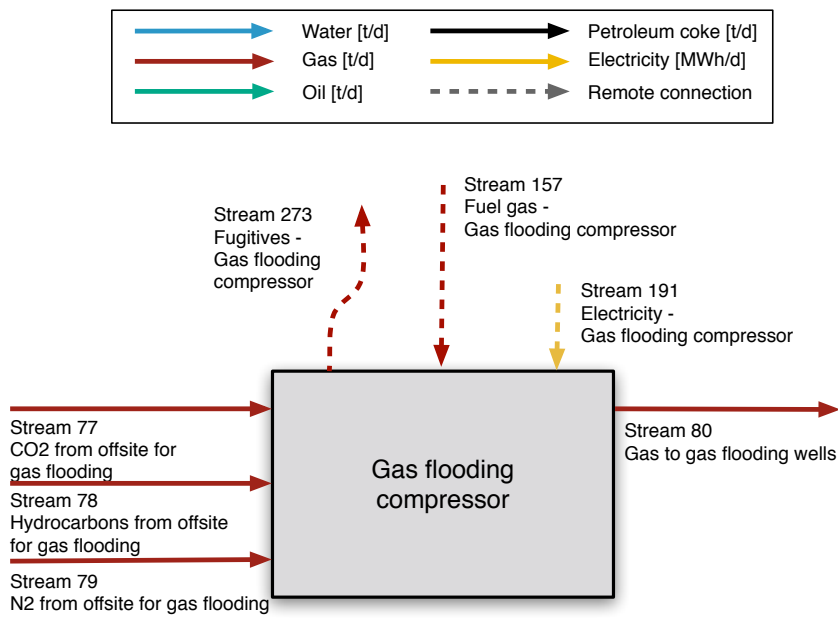 Water [t/d]
Gas [t/d]
Oil [t/d]
Petroleum coke [t/d]
Electricity [MWh/d]
Remote connection
Stream 273
Fugitives -
Gas flooding
compressor
Stream 157
Fuel gas -
Gas flooding compressor
Stream 191
Electricity -
Gas flooding compressor
Stream 77
CO2 from offsite for
gas flooding
Stream 78
Hydrocarbons from offsite
for gas flooding
Stream 79
N2 from offsite for gas flooding
Gas flooding
compressor
Stream 80
Gas to gas flooding wells